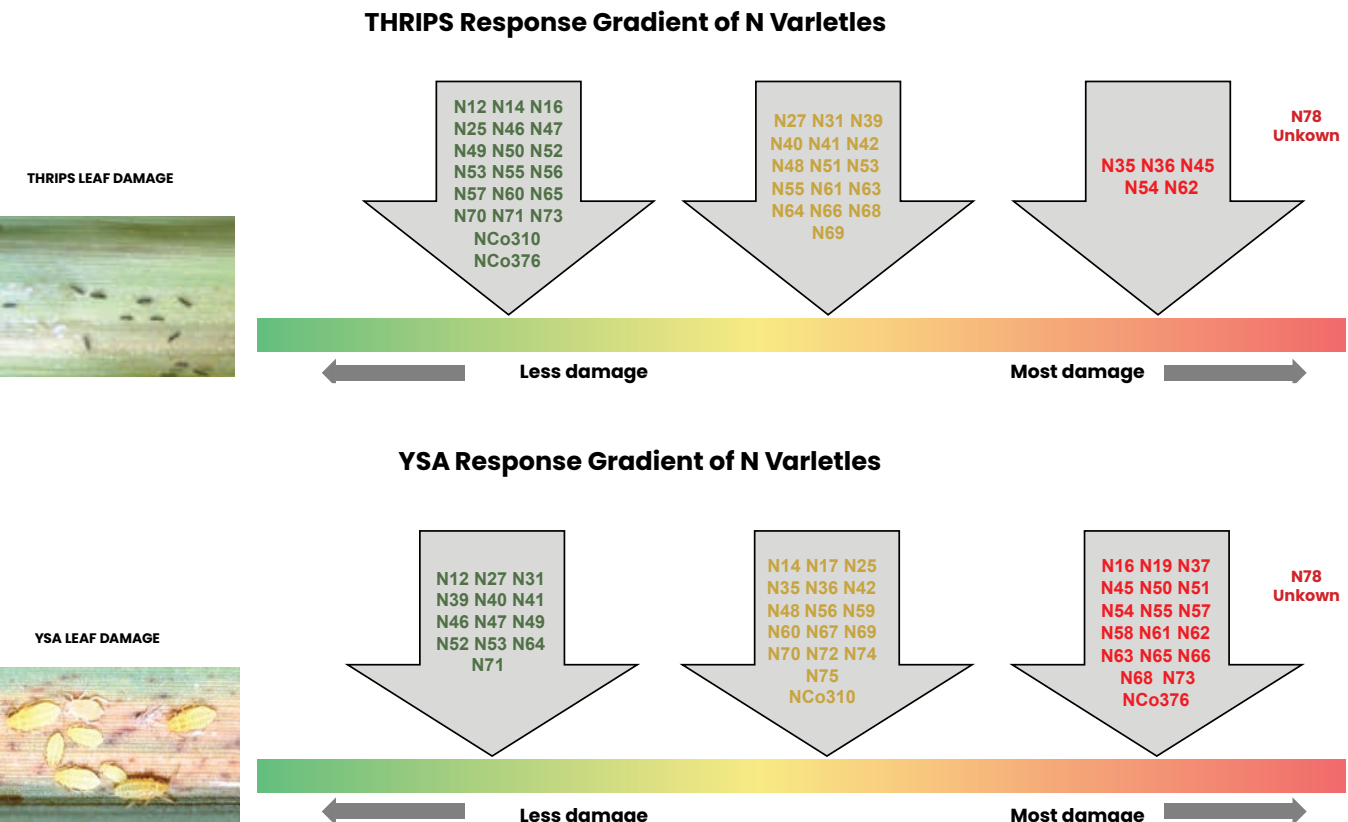 THRIPS Response Gradient of N Varletles
THRIPS LEAF DAMAGE
N12 N14 N16
N25 N46 N47
N49 N50 N52
N53 N55 N56
N57 N60 N65
N70 N71 N73
NCo310
NCo376
N27 N31 N39
N40 N41 N42
N48 N51 N53
N55 N61 N63
N64 N66 N68
N69
N35 N36 N45
N54 N62
N78
Unkown
Less damage
Most damage
YSA Response Gradient of N Varletles
YSA LEAF DAMAGE
N12 N27 N31
N39 N40 N41
N46 N47 N49
N52 N53 N64
N71
N14 N17 N25
N35 N36 N42
N48 N56 N59
N60 N67 N69
N70 N72 N74
N75
NCo310
N16 N19 N37
N45 N50 N51
N54 N55 N57
N58 N61 N62
N63 N65 N66
N68 N73
NCo376
N78
Unkown
Less damage
Most damage